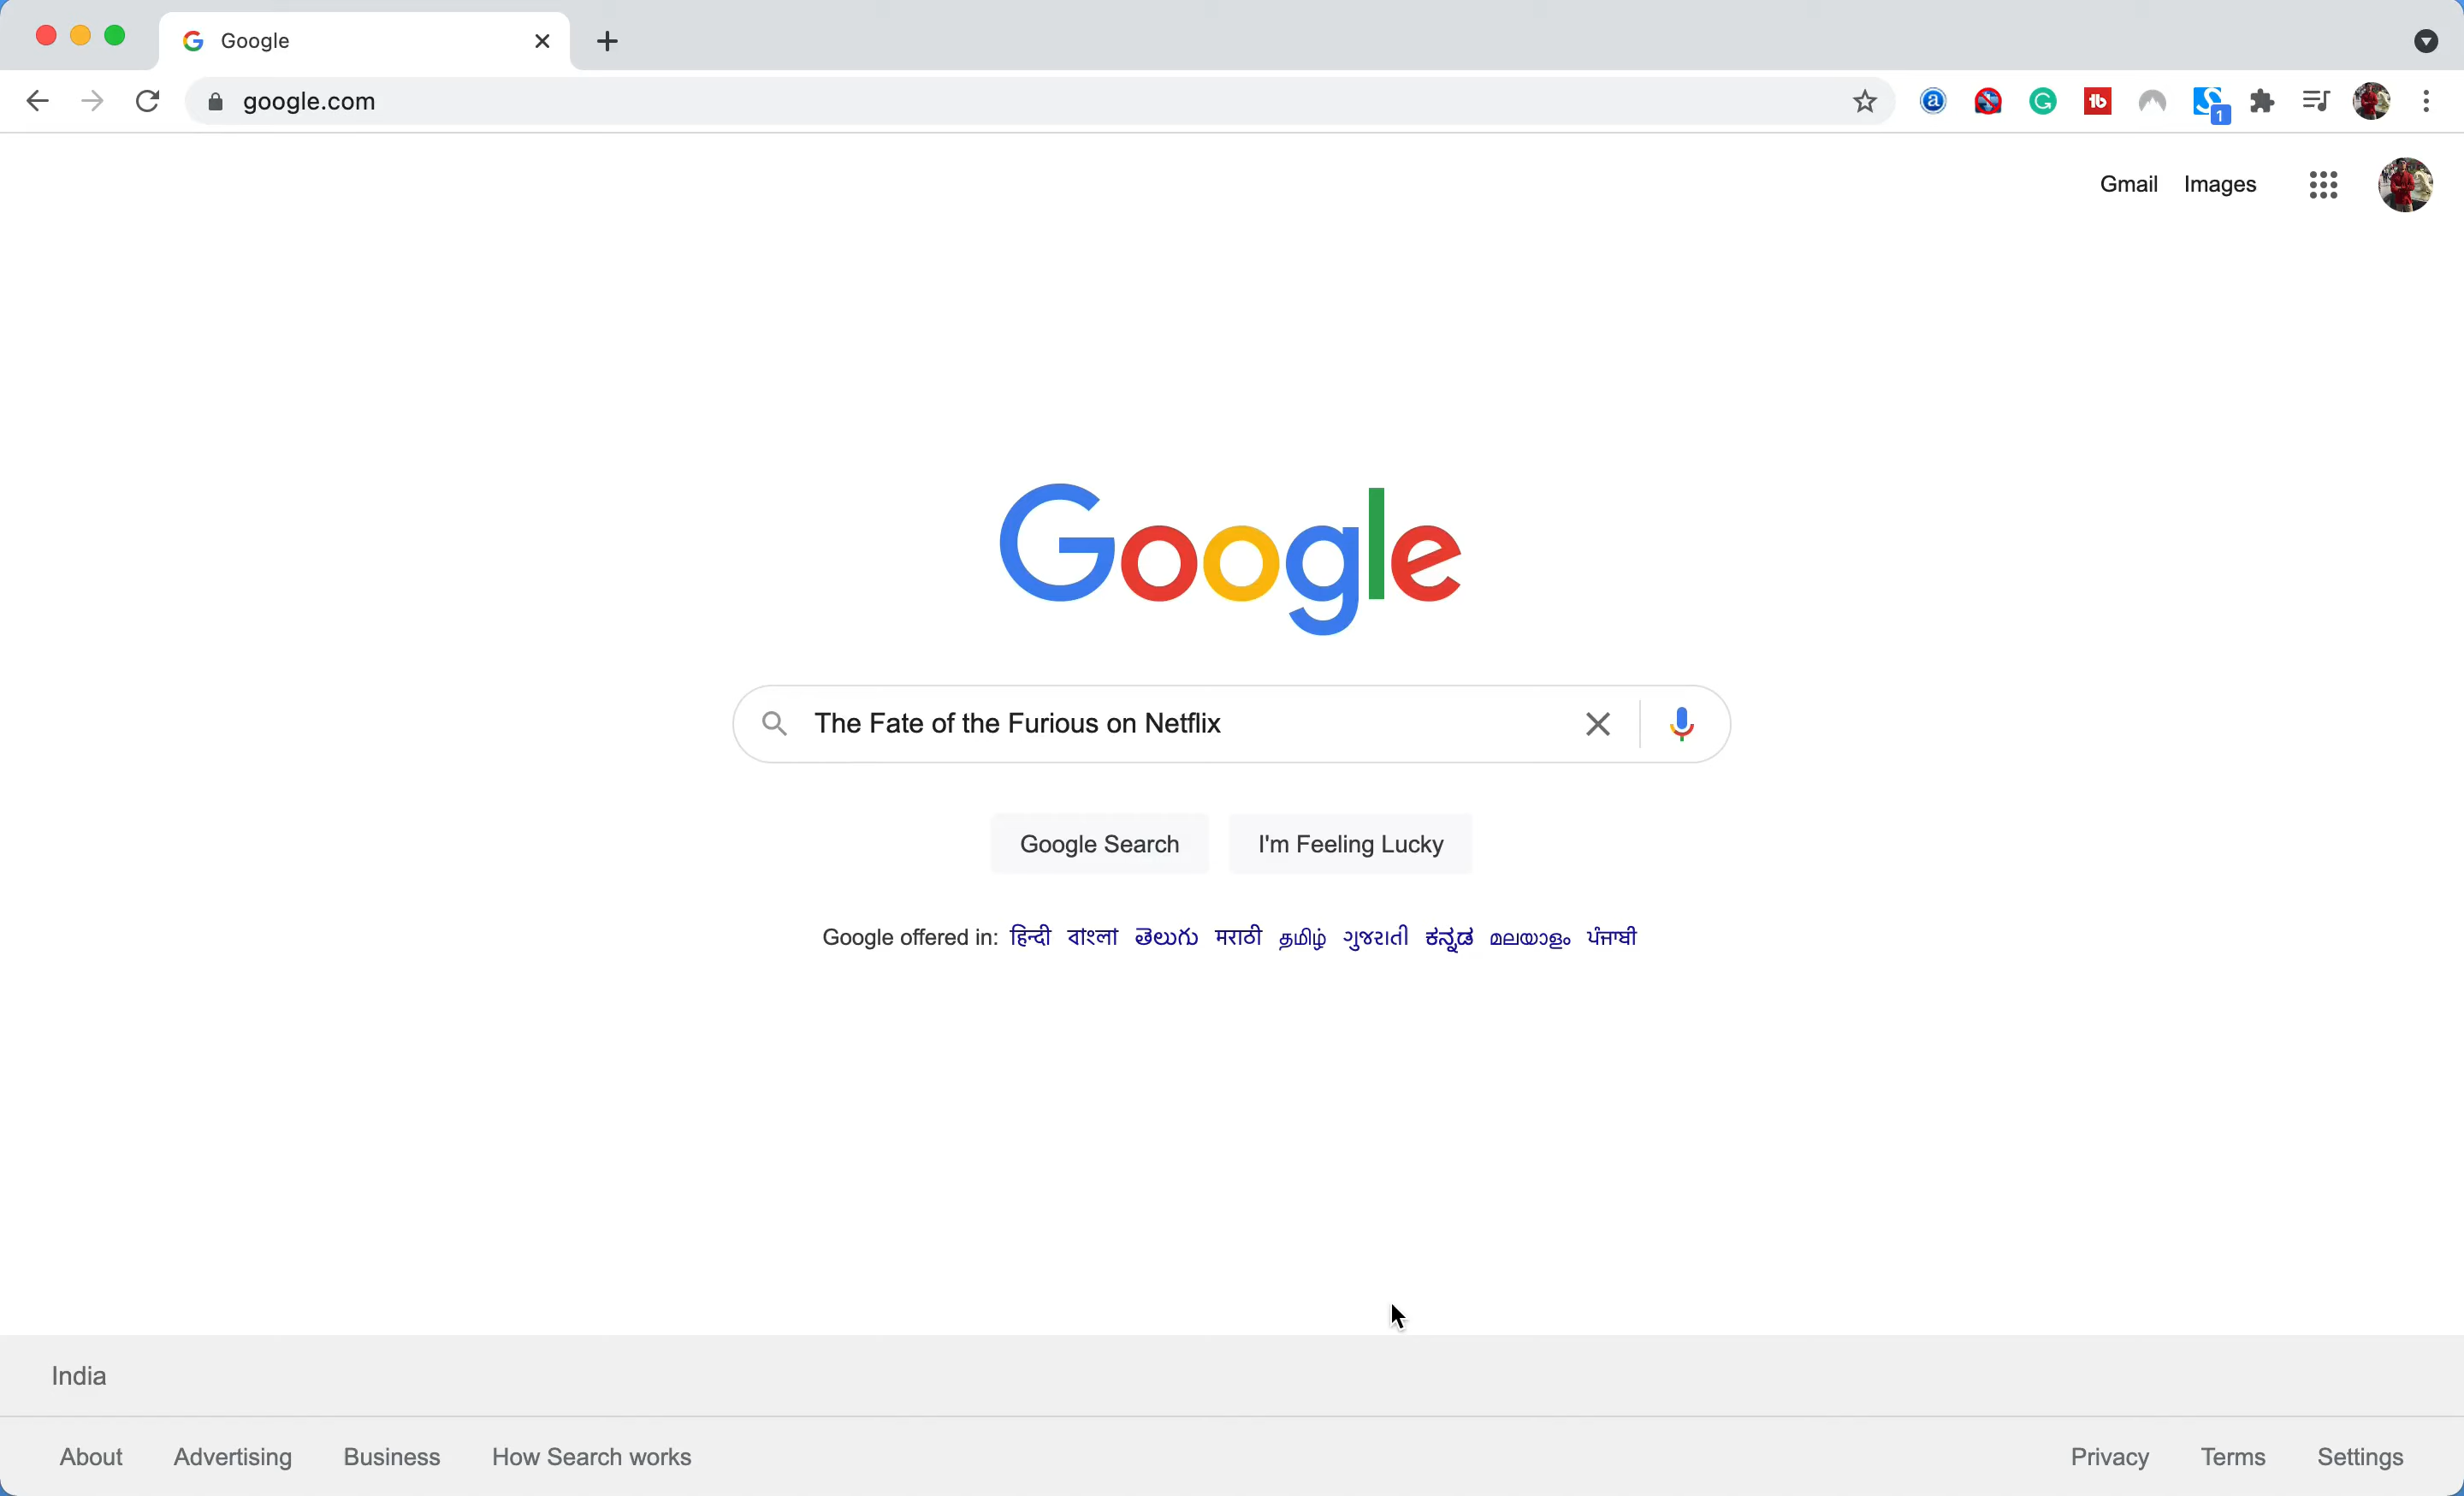 Google
google.com
1
Gmail Images
Google
The Fate of the Furious on Netflix
Google Search I'm Feeling Lucky
Google offered in: हिन्दी বাংলা తెలుగు मराठी தமிழ் ગુજરાતી ಕನ್ನಡ മലയാളം ਪੰਜਾਬੀ
India
About Advertising Business How Search works Privacy Terms Settings